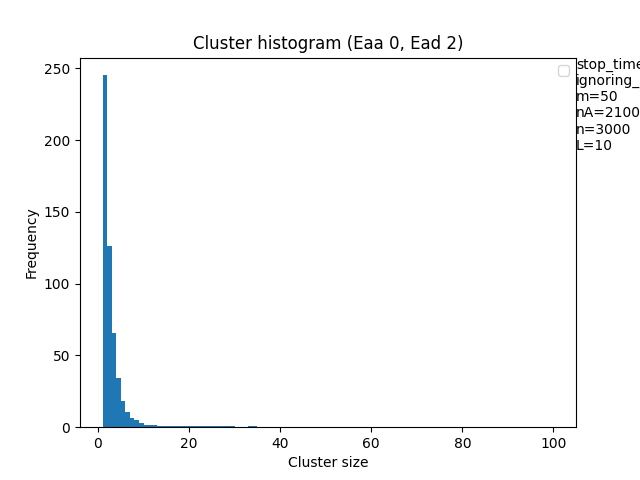 Cluster histogram (Eaa 0, Ead 2)
250
200
150
100
50
0
Frequency
0 20 40 60 80 100
Cluster size
stop_time
ignoring_
m=50
nA=2100
n=3000
L=10